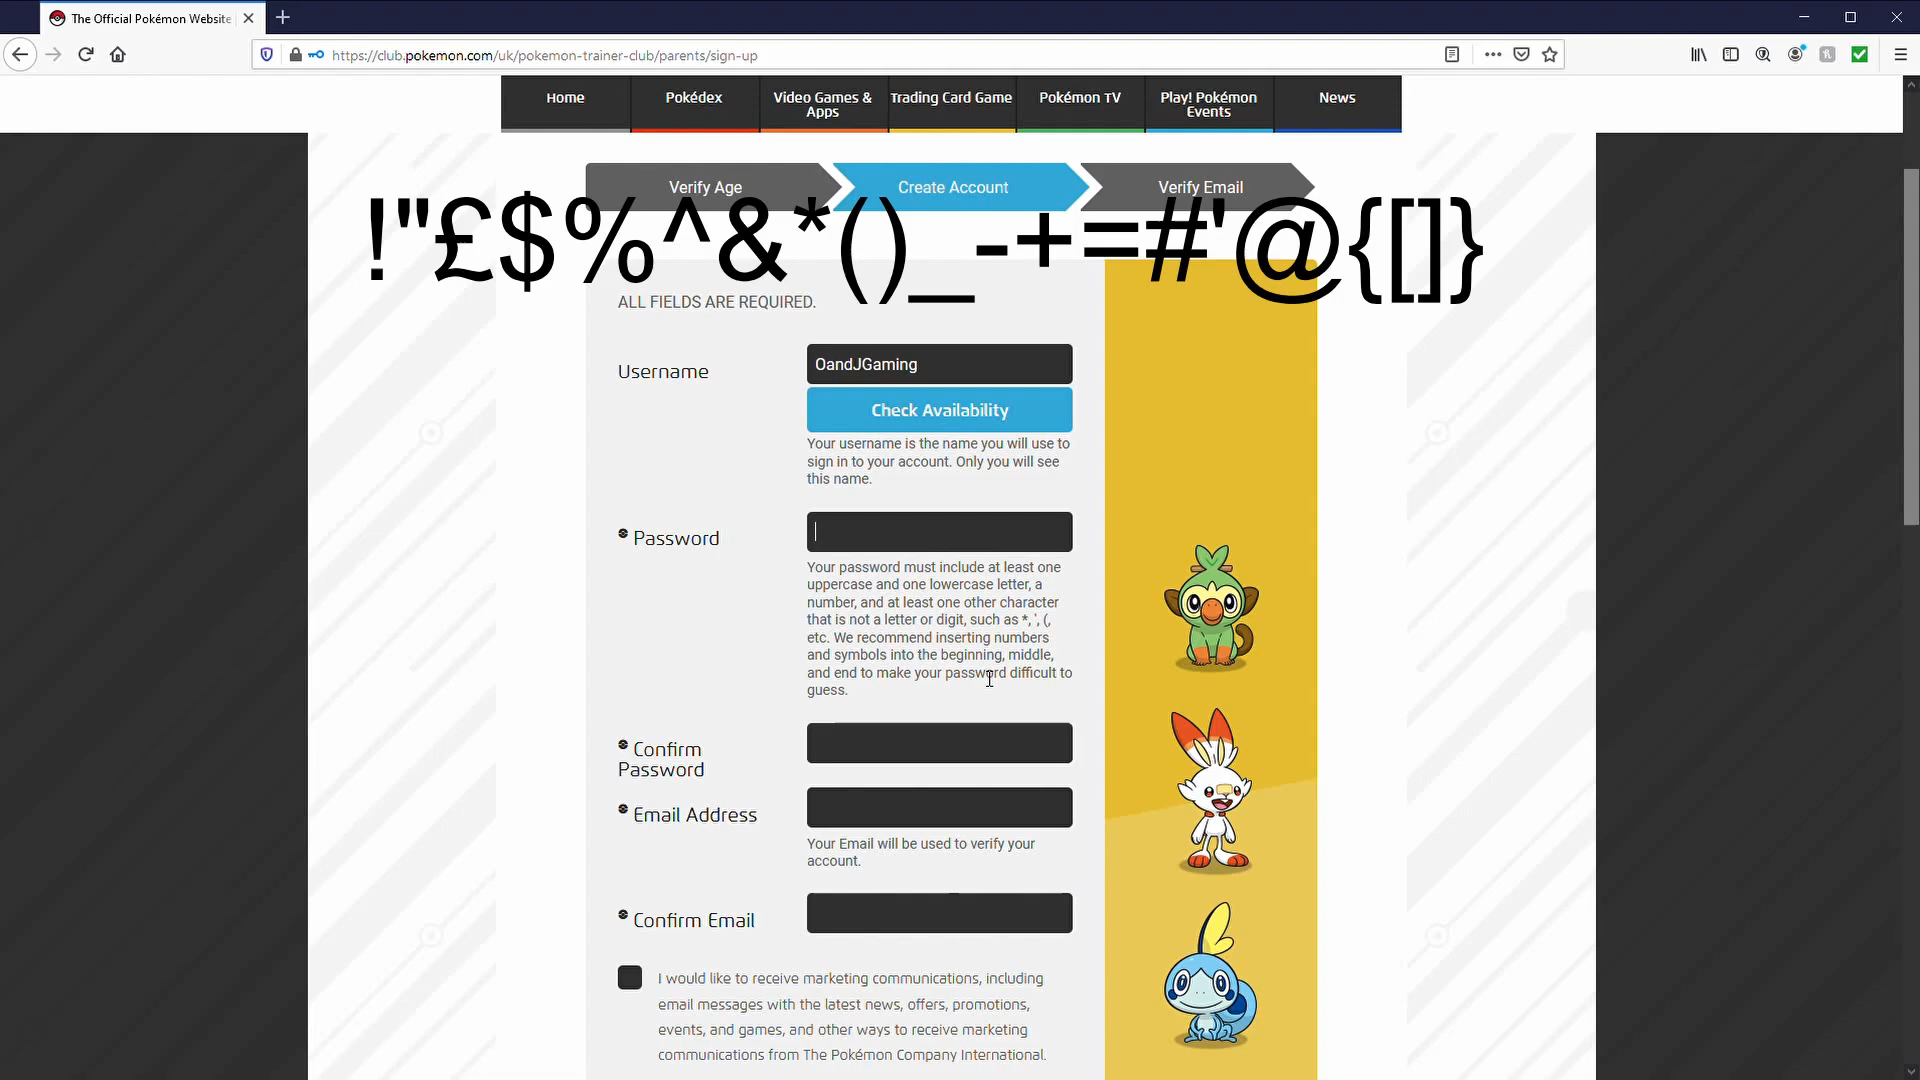 The Official Pokémon Website
https://club.pokemon.com/uk/pokemon-trainer-club/parents/sign-up
Home
Pokédex
Video Games &
Apps
Trading Card Game
Pokémon TV
Play! Pokémon
Events
News
Verify Age
Create Account
Verify Email
!"£$%^&*()_-+=#'@{[]}
ALL FIELDS ARE REQUIRED.
Username
OandJGaming
Check Availability
Your username is the name you will use to
sign in to your account. Only you will see
this name.
Password
Your password must include at least one
uppercase and one lowercase letter, a
number, and at least one other character
that is not a letter or digit, such as *, ', (,
etc. We recommend inserting numbers
and symbols into the beginning, middle,
and end to make your password difficult to
guess.
Confirm
Password
Email Address
Your Email will be used to verify your
account.
Confirm Email
I would like to receive marketing communications, including
email messages with the latest news, offers, promotions,
events, and games, and other ways to receive marketing
communications from The Pokémon Company International.